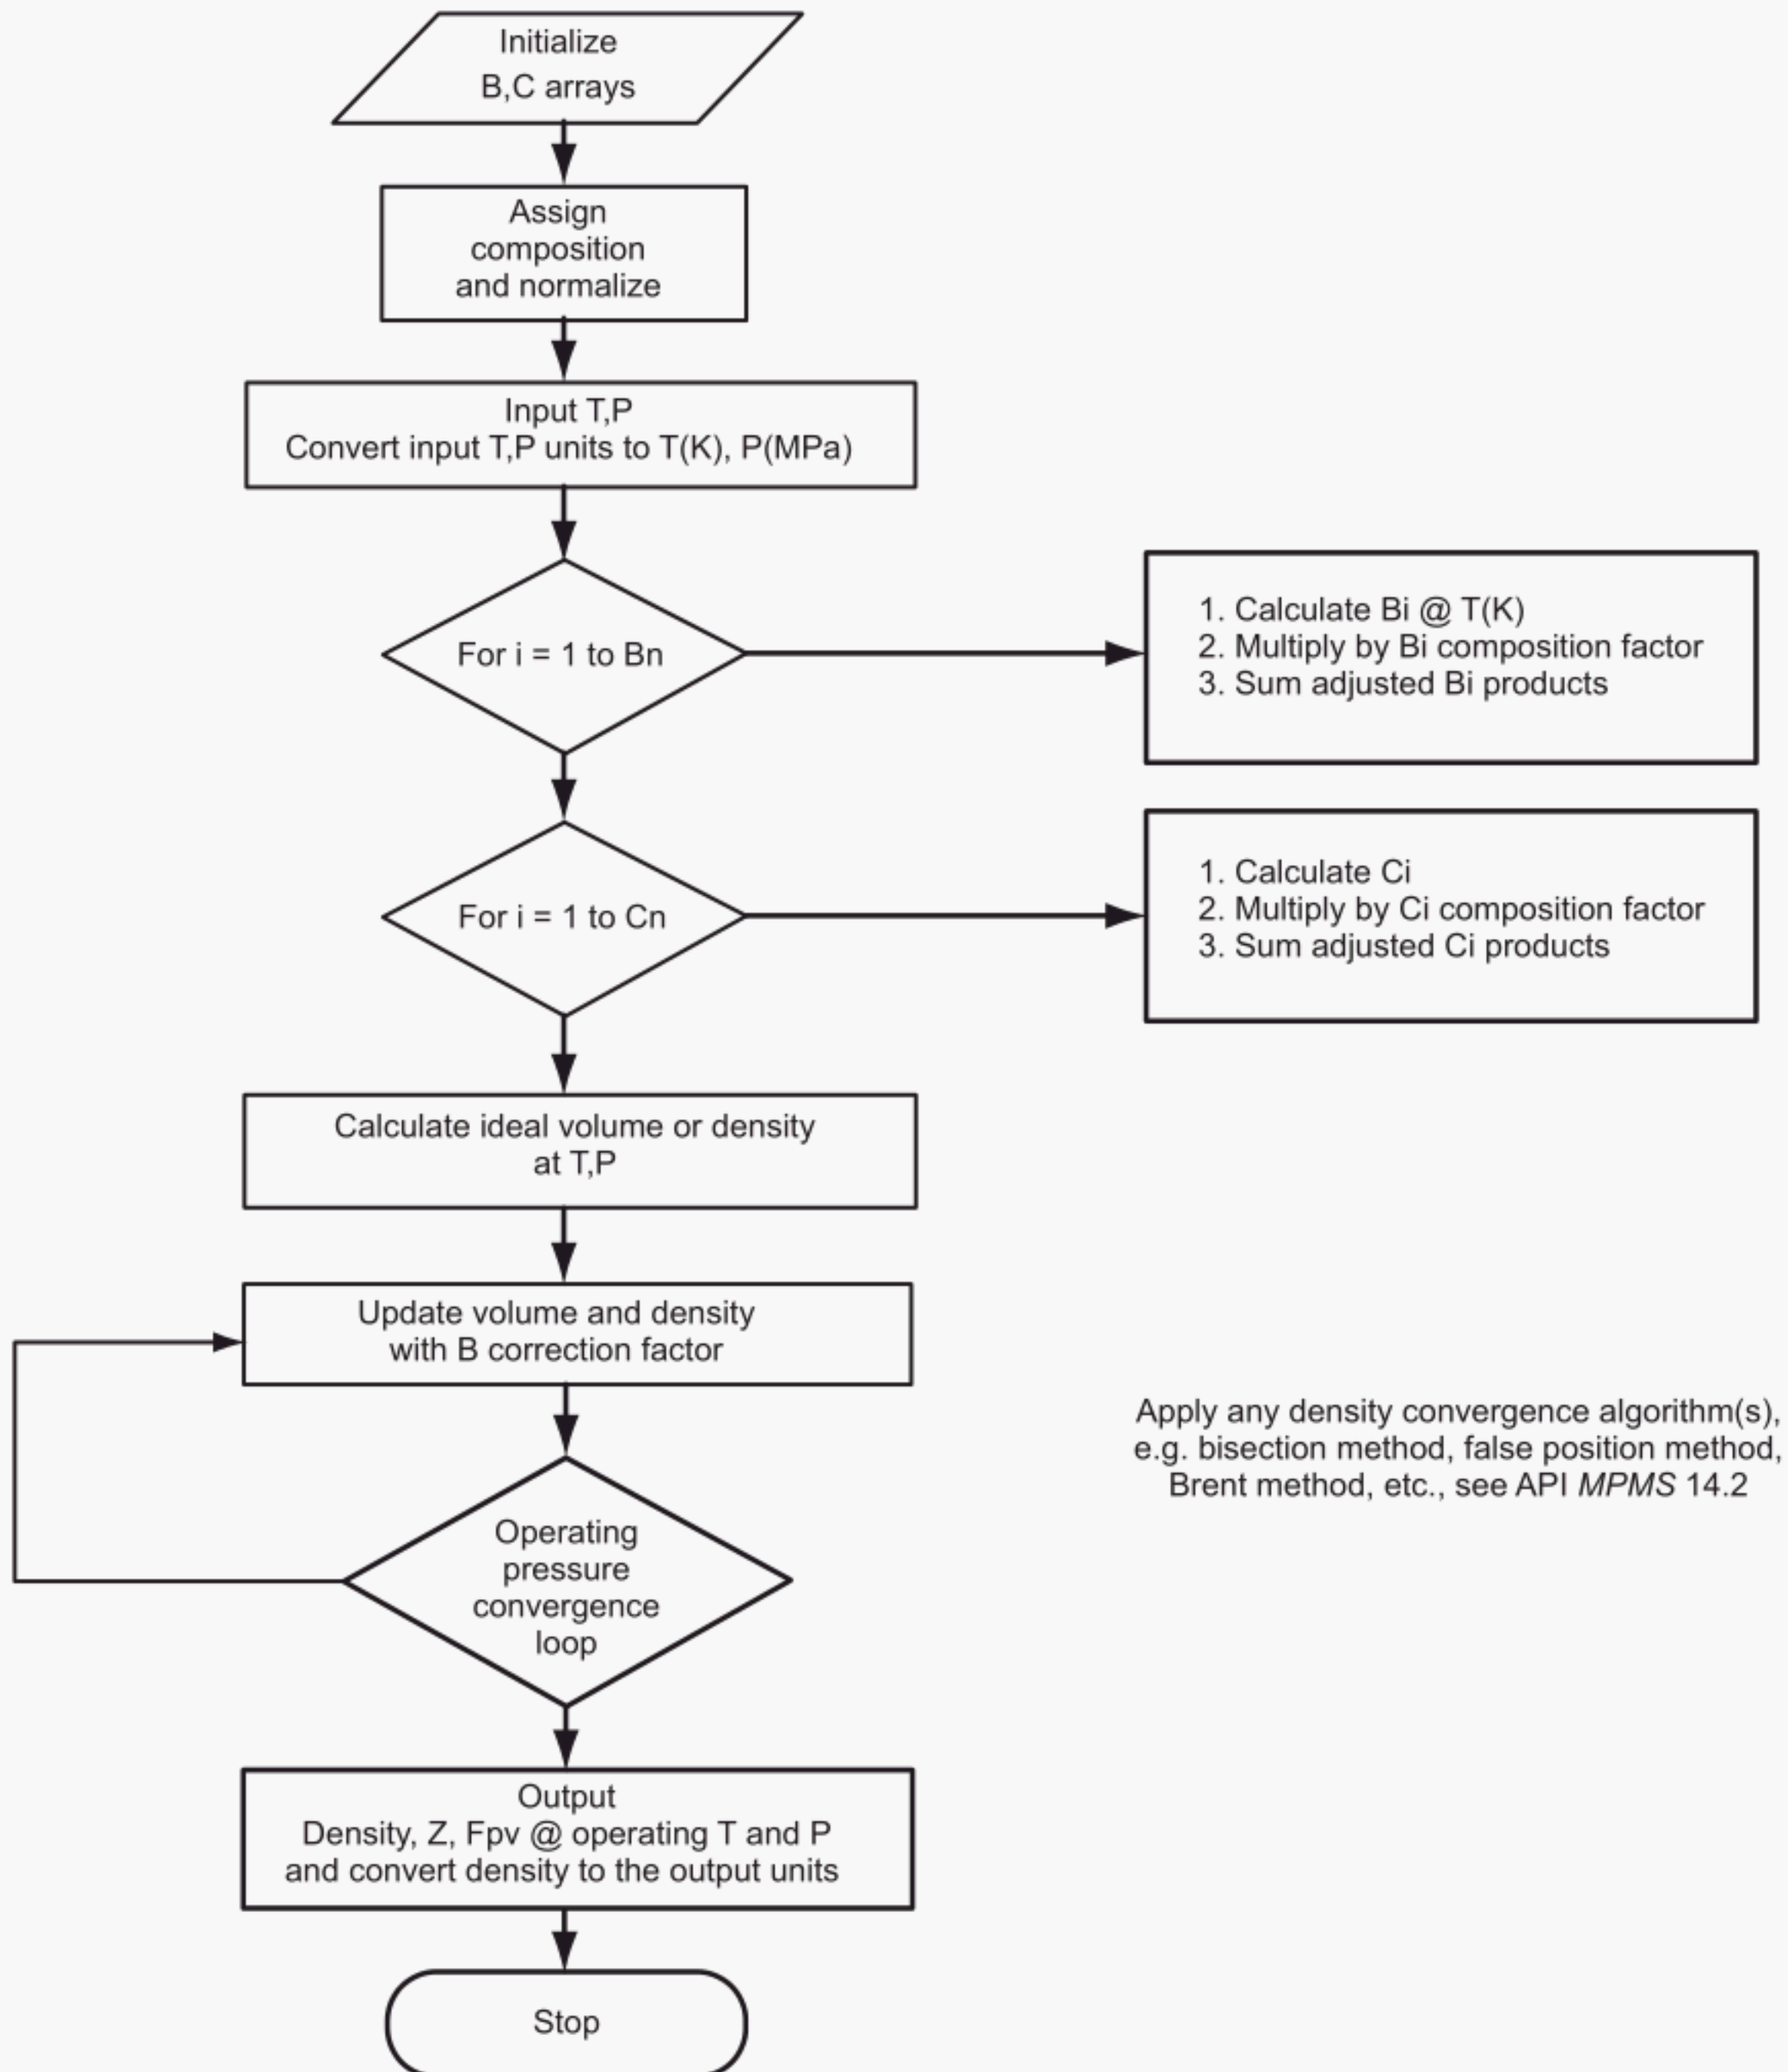 Initialize
B,C arrays
Assign
composition
and normalize
Input T,P
Convert input T,P units to T(K), P(MPa)
For i = 1 to Bn
1. Calculate Bi @ T(K)
2. Multiply by Bi composition factor
3. Sum adjusted Bi products
For i = 1 to Cn
1. Calculate Ci
2. Multiply by Ci composition factor
3. Sum adjusted Ci products
Calculate ideal volume or density
at T,P
Update volume and density
with B correction factor
Apply any density convergence algorithm(s),
e.g. bisection method, false position method,
Brent method, etc., see API MPMS 14.2
Operating
pressure
convergence
loop
Output
Density, Z, Fpv @ operating T and P
and convert density to the output units
Stop